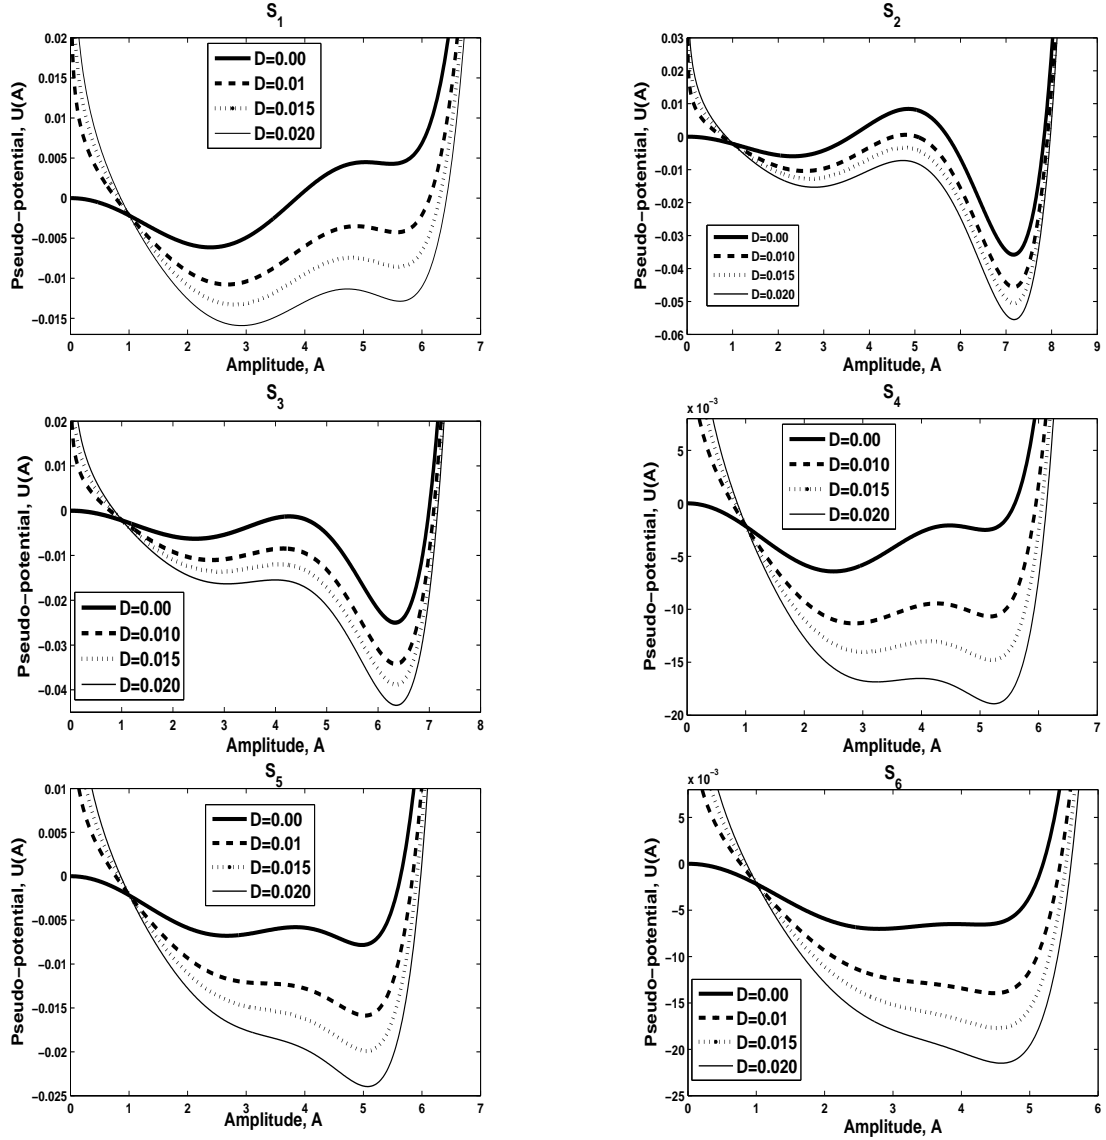 S1
Pseudo-potential, U(A)
0.02
0.015
0.01
0.005
0
−0.005
−0.01
−0.015
D=0.00
D=0.01
D=0.015
D=0.020
0 1 2 3 4 5 6 7
Amplitude, A
S2
Pseudo-potential, U(A)
0.03
0.02
0.01
0
−0.01
−0.02
−0.03
−0.04
−0.05
−0.06
D=0.00
D=0.010
D=0.015
D=0.020
0 1 2 3 4 5 6 7 8 9
Amplitude, A
S3
Pseudo−potential, U(A)
0.02
0.01
0
−0.01
−0.02
−0.03
−0.04
D=0.00
D=0.010
D=0.015
D=0.020
0 1 2 3 4 5 6 7 8
Amplitude, A
S4
x 10−3
Pseudo−potential, U(A)
5
0
−5
−10
−15
−20
D=0.00
D=0.010
D=0.015
D=0.020
0 1 2 3 4 5 6 7
Amplitude, A
S5
Pseudo−potential, U(A)
0.01
0.005
0
−0.005
−0.01
−0.015
−0.02
−0.025
D=0.00
D=0.01
D=0.015
D=0.020
0 1 2 3 4 5 6 7
Amplitude, A
S6
x 10−3
Pseudo−potential, U(A)
5
0
−5
−10
−15
−20
−25
D=0.00
D=0.01
D=0.015
D=0.020
0 1 2 3 4 5 6
Amplitude, A